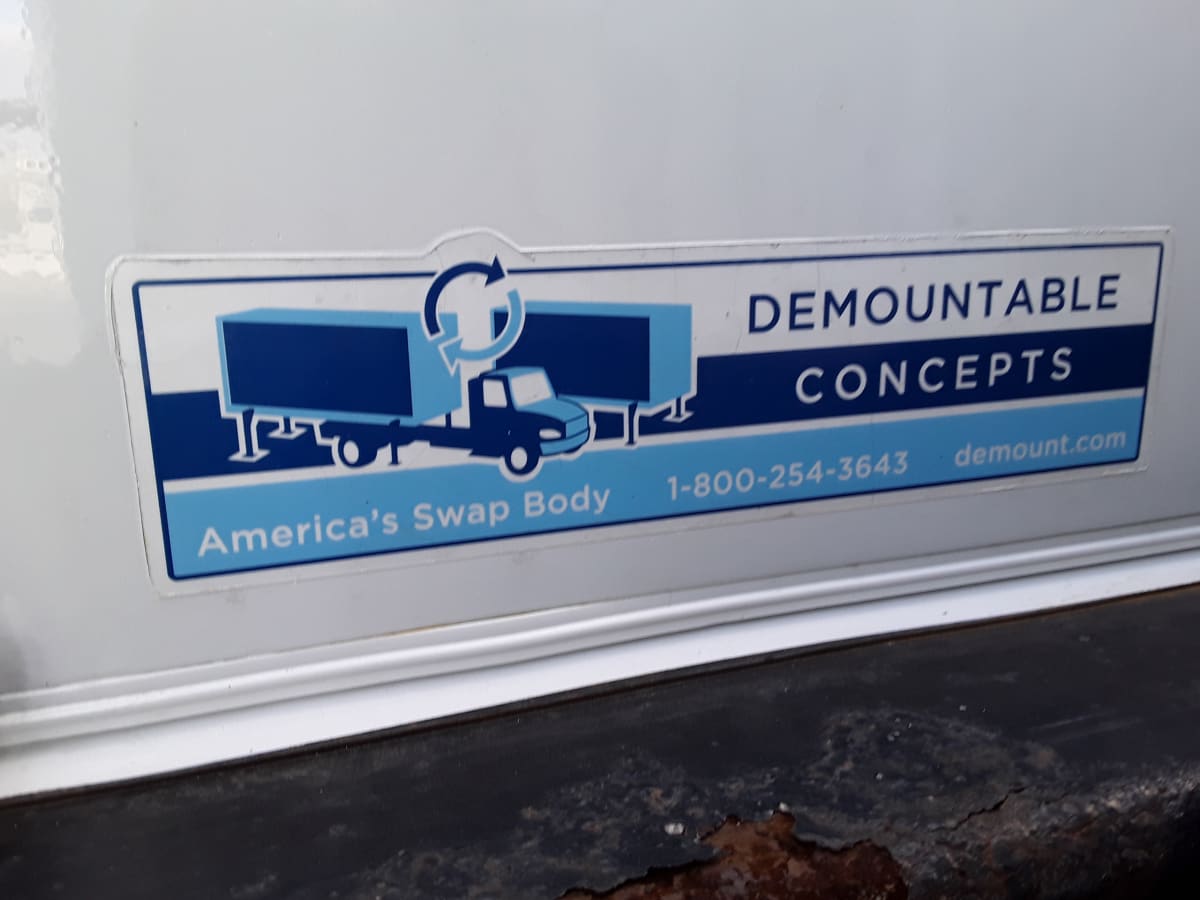 DEMOUNTABLE
CONCEPTS
America's Swap Body 1-800-254-3643 demount.com